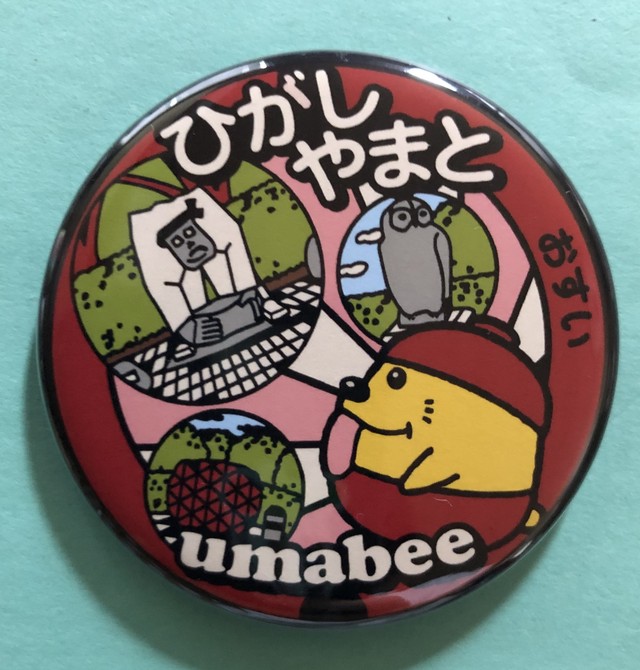 ひがし
やまと
おすい
umabee